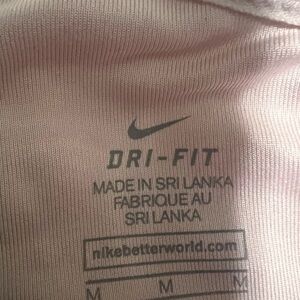 DRI-FIT
MADE IN SRI LANKA
FABRIQUE AU
SRI LANKA
nikebetterworld.com
M M M